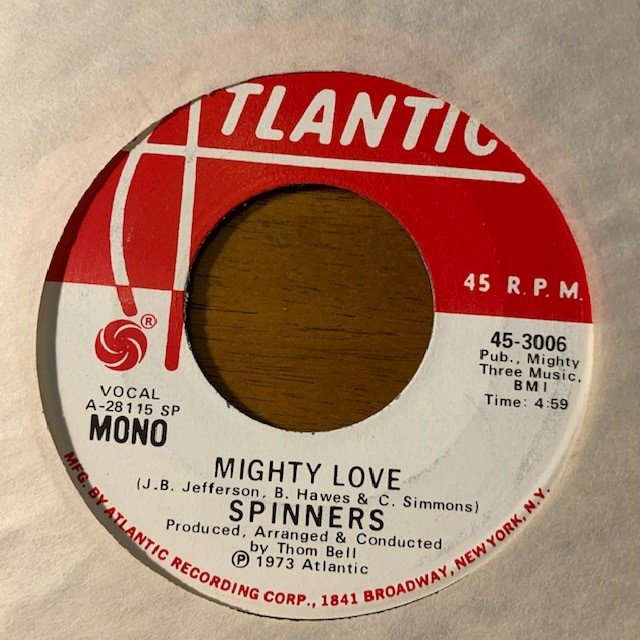 ATLANTIC
45 R.P.M.
®
45-3006
Pub., Mighty
Three Music,
BMI
Time: 4:59
VOCAL
A-28115 SP
MONO
MIGHTY LOVE
(J.B. Jefferson, B. Hawes & C. Simmons)
SPINNERS
Produced, Arranged & Conducted
by Thom Bell
Ⓟ 1973 Atlantic
MFG. BY ATLANTIC RECORDING CORP., 1841 BROADWAY, NEW YORK, N.Y.